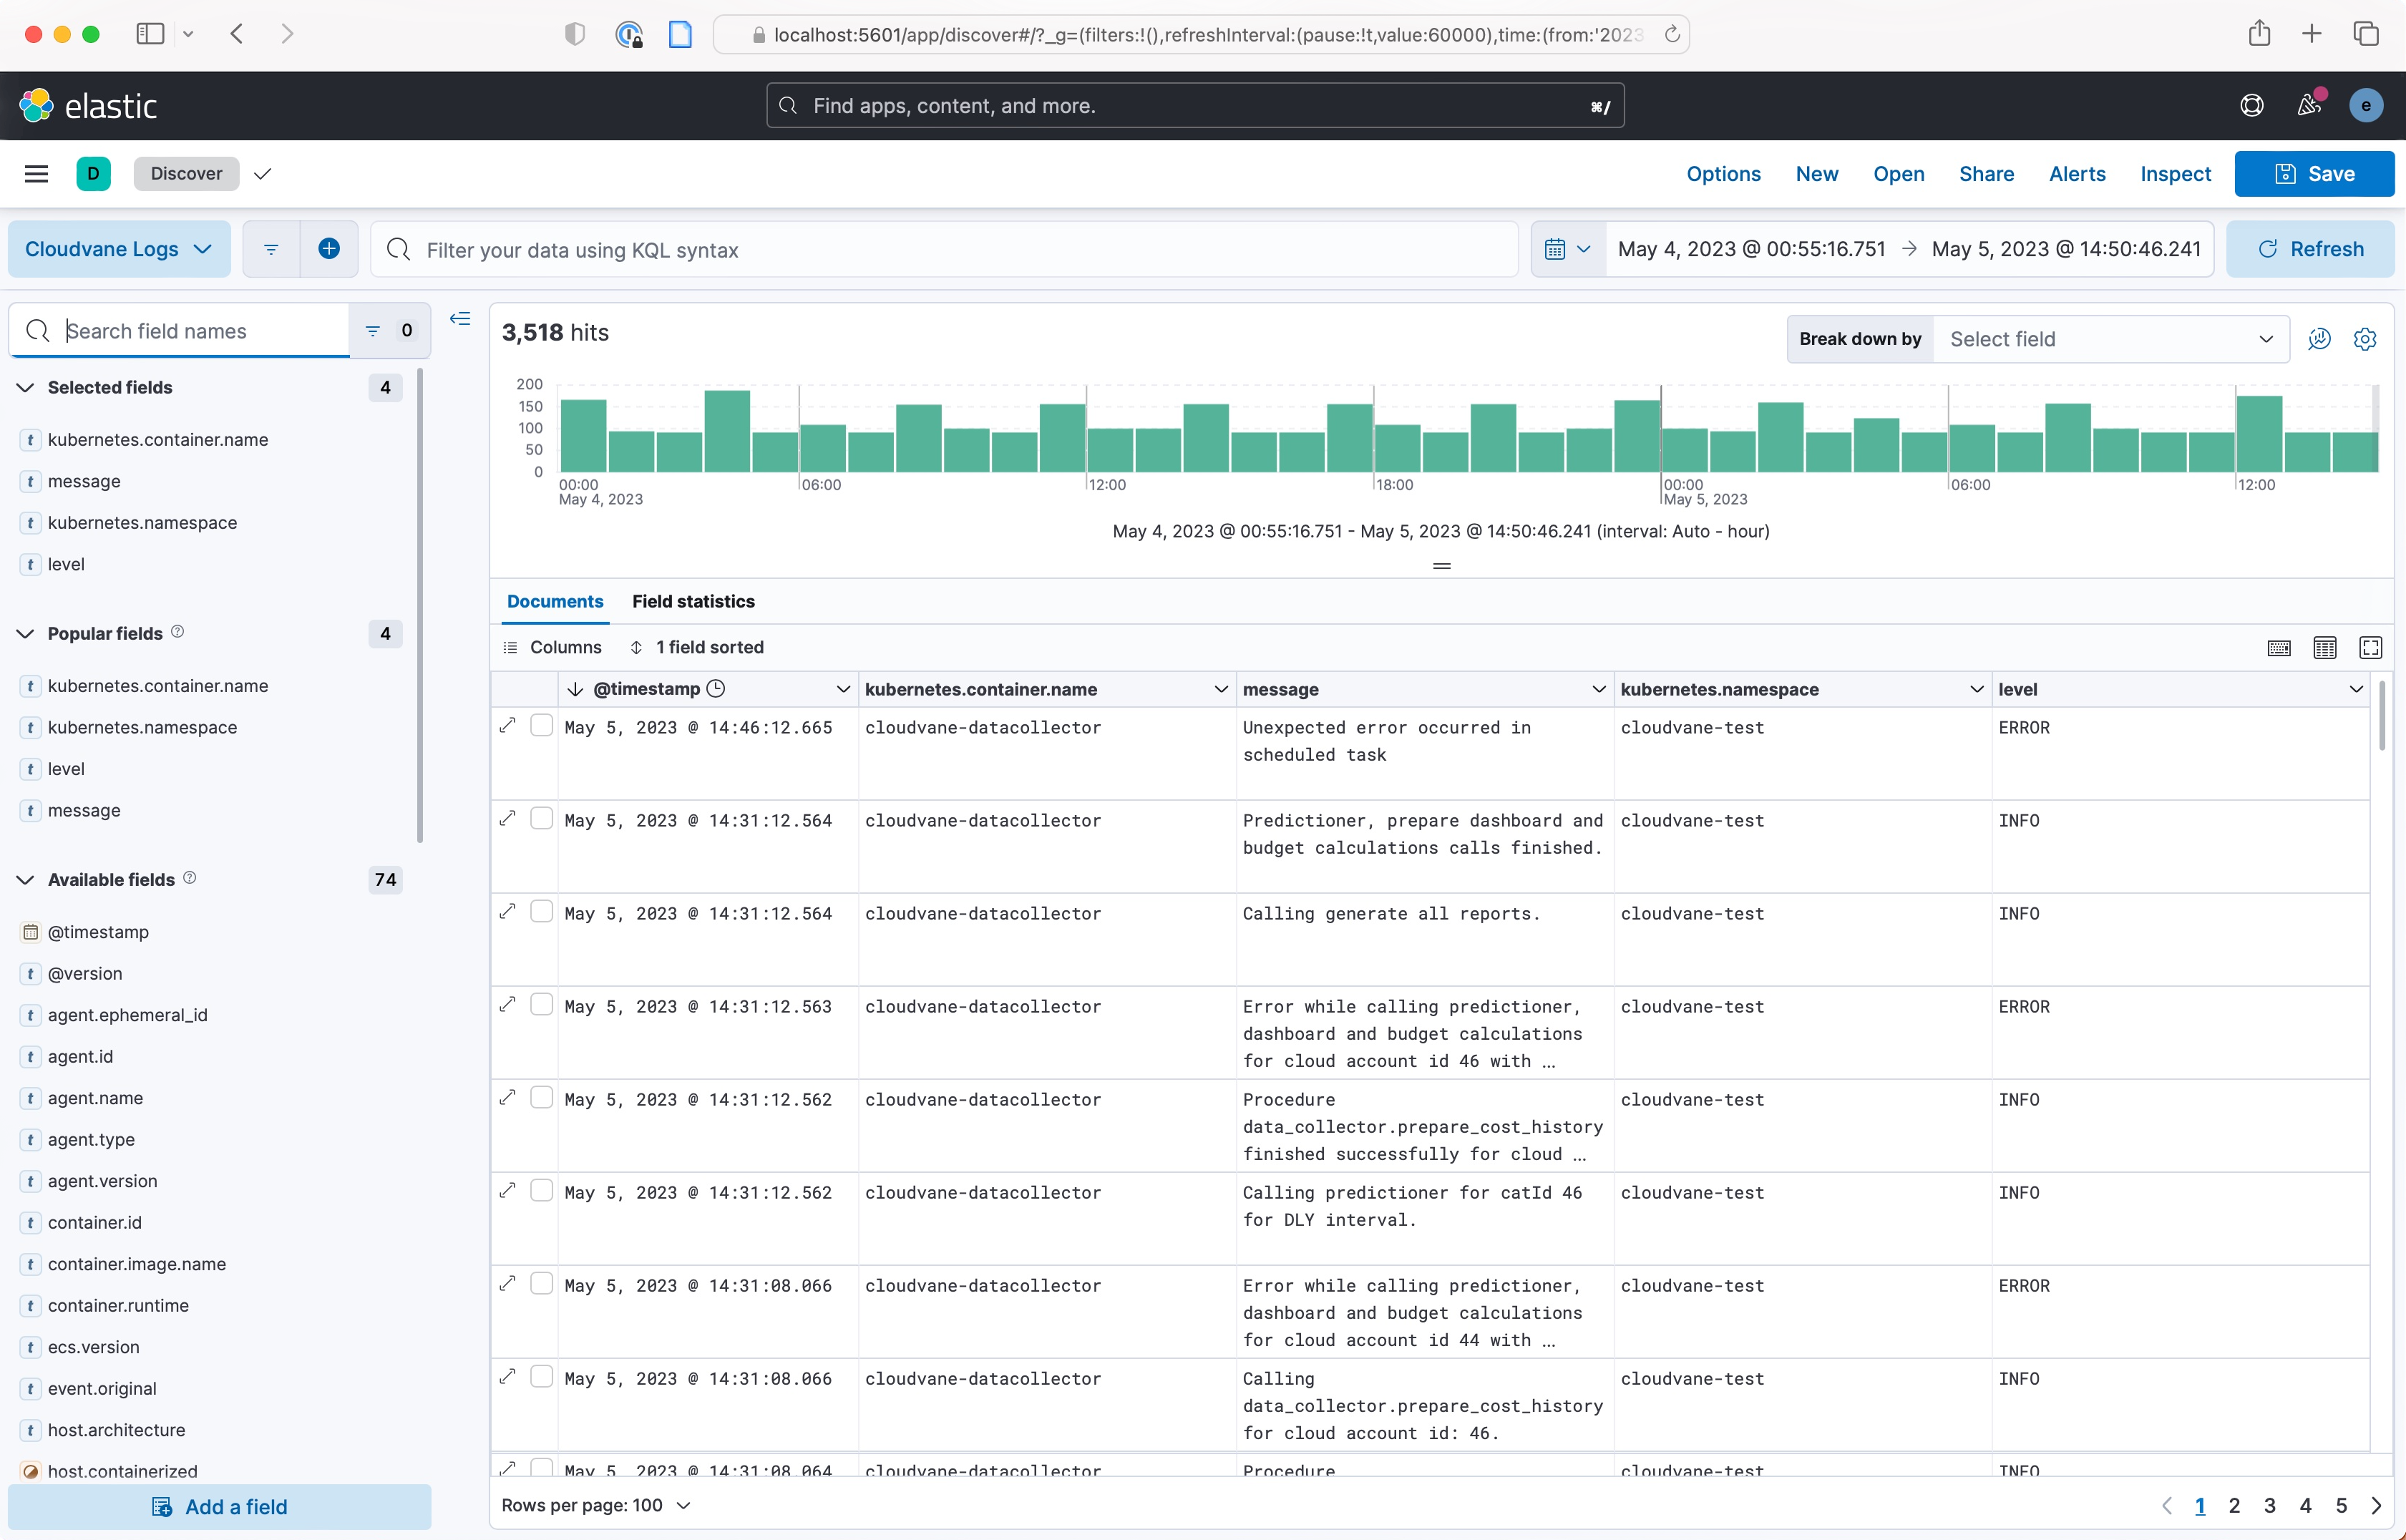 localhost:5601/app/discover#/?_g=(filters:!(),refreshInterval:(pause:!t,value:60000),time:(from:'2023
elastic
Find apps, content, and more.
⌘/
e
D
Discover
Options
New
Open
Share
Alerts
Inspect
Save
Cloudvane Logs
Filter your data using KQL syntax
May 4, 2023 @ 00:55:16.751 → May 5, 2023 @ 14:50:46.241
Refresh
Search field names
0
Selected fields
4
t kubernetes.container.name
t message
t kubernetes.namespace
t level
Popular fields
4
t kubernetes.container.name
t kubernetes.namespace
t level
t message
Available fields
74
@timestamp
t @version
t agent.ephemeral_id
t agent.id
t agent.name
t agent.type
t agent.version
t container.id
t container.image.name
t container.runtime
t ecs.version
t event.original
t host.architecture
host.containerized
Add a field
3,518 hits
Break down by
Select field
200
150
100
50
0
00:00
May 4, 2023
06:00
12:00
18:00
00:00
May 5, 2023
06:00
12:00
May 4, 2023 @ 00:55:16.751 - May 5, 2023 @ 14:50:46.241 (interval: Auto - hour)
Documents
Field statistics
Columns
1 field sorted
@timestamp
kubernetes.container.name
message
kubernetes.namespace
level
May 5, 2023 @ 14:46:12.665
cloudvane-datacollector
Unexpected error occurred in
scheduled task
cloudvane-test
ERROR
May 5, 2023 @ 14:31:12.564
cloudvane-datacollector
Predictioner, prepare dashboard and
budget calculations calls finished.
cloudvane-test
INFO
May 5, 2023 @ 14:31:12.564
cloudvane-datacollector
Calling generate all reports.
cloudvane-test
INFO
May 5, 2023 @ 14:31:12.563
cloudvane-datacollector
Error while calling predictioner,
dashboard and budget calculations
for cloud account id 46 with …
cloudvane-test
ERROR
May 5, 2023 @ 14:31:12.562
cloudvane-datacollector
Procedure
data_collector.prepare_cost_history
finished successfully for cloud …
cloudvane-test
INFO
May 5, 2023 @ 14:31:12.562
cloudvane-datacollector
Calling predictioner for catId 46
for DLY interval.
cloudvane-test
INFO
May 5, 2023 @ 14:31:08.066
cloudvane-datacollector
Error while calling predictioner,
dashboard and budget calculations
for cloud account id 44 with …
cloudvane-test
ERROR
May 5, 2023 @ 14:31:08.066
cloudvane-datacollector
Calling
data_collector.prepare_cost_history
for cloud account id: 46.
cloudvane-test
INFO
May 5, 2023 @ 14:31:08.064
cloudvane-datacollector
Procedure
cloudvane-test
INFO
Rows per page: 100
1 2 3 4 5